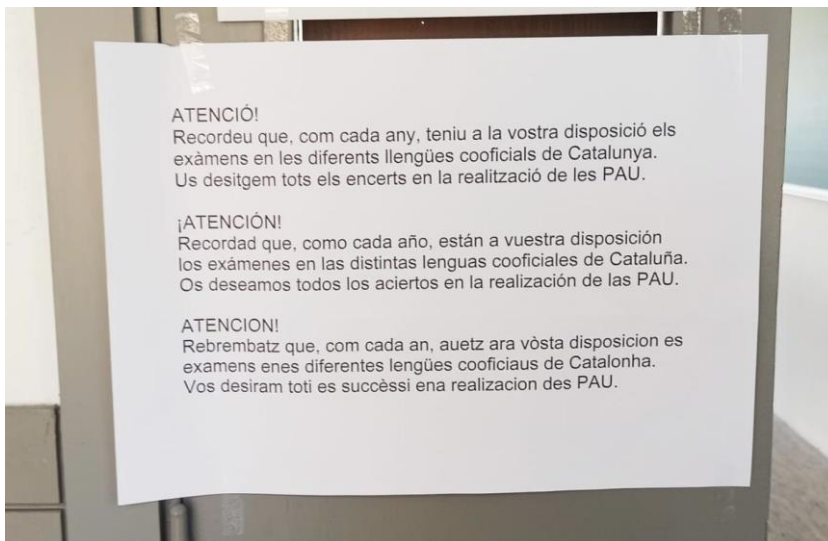 ATENCIÓ!
Recordeu que, com cada any, teniu a la vostra disposició els
exàmens en les diferents llengües cooficials de Catalunya.
Us desitgem tots els encerts en la realització de les PAU.
¡ATENCIÓN!
Recordad que, como cada año, están a vuestra disposición
los exámenes en las distintas lenguas cooficiales de Cataluña.
Os deseamos todos los aciertos en la realización de las PAU.
ATENCION!
Rebrembatz que, com cada an, auetz ara vòsta disposicion es
examens enes diferentes lengües cooficiaus de Catalonha.
Vos desiram toti es succèssi ena realizacion des PAU.